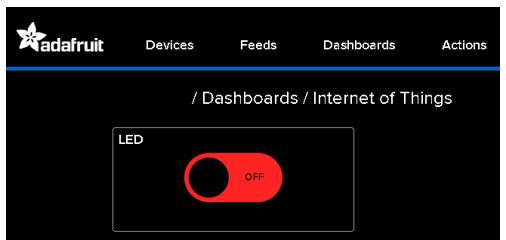 adafruit Devices Feeds Dashboards Actions
/ Dashboards / Internet of Things
LED
OFF